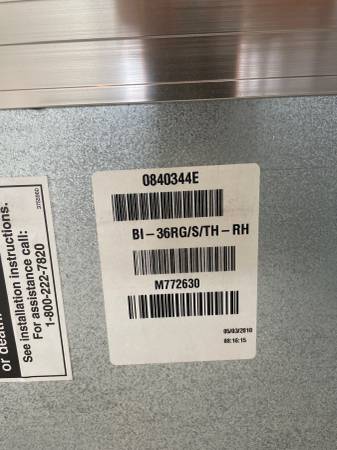 0840344E
BI-36RG/S/TH-RH
M772630
05/03/2010
08:16:15
or death.
See installation instructions.
For assistance call:
1-800-222-7820